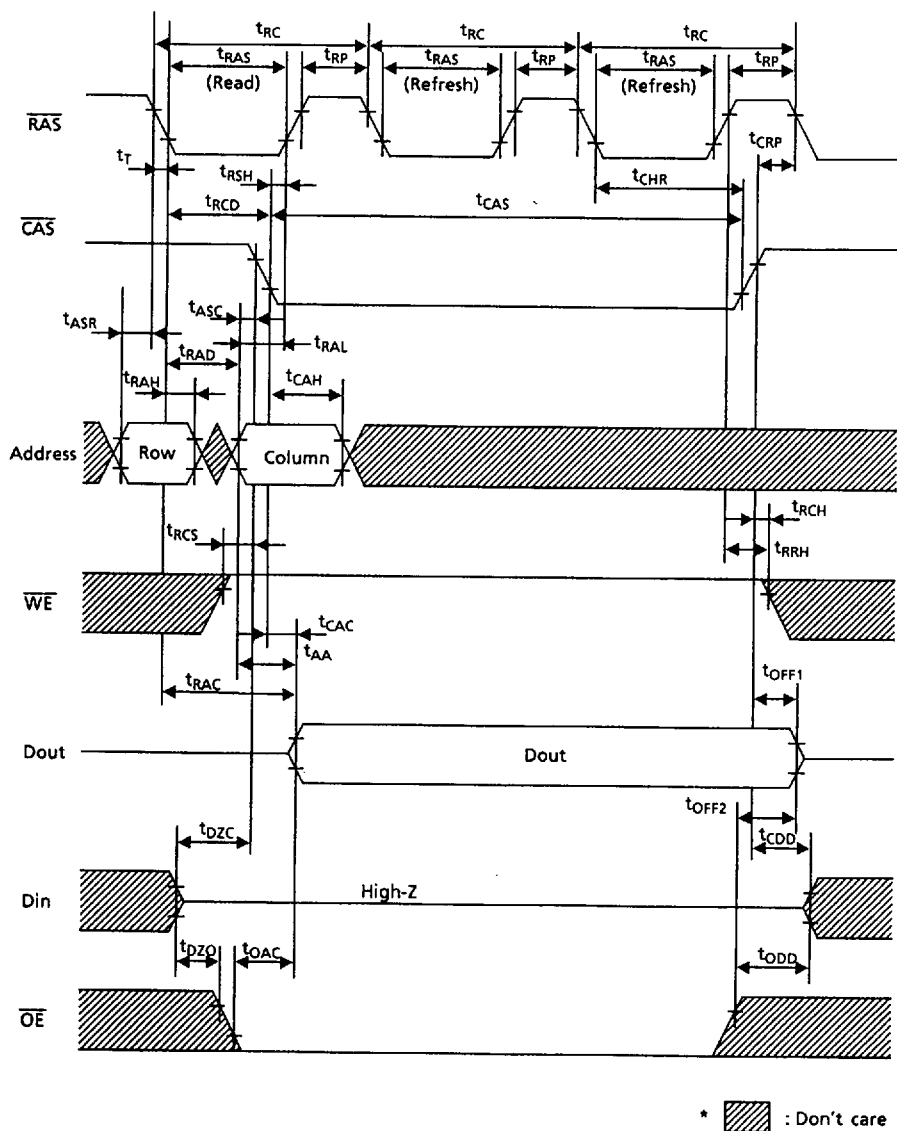 tRC tRC tRC
tRAS tRP tRAS tRP tRAS tRP
(Read) (Refresh) (Refresh)
RAS
tCRP
tT tRSH tCHR
tRCD tCAS
CAS
tASC
tASR tRAL
tRAD
tRAH tCAH
Address Row Column
tRCH
tRCS tRRH
WE
tCAC
tAA
tRAC tOFF1
Dout Dout
tOFF2
tDZC tCDD
Din High-Z
tDZO tOAC tODD
OE
* : Don't care